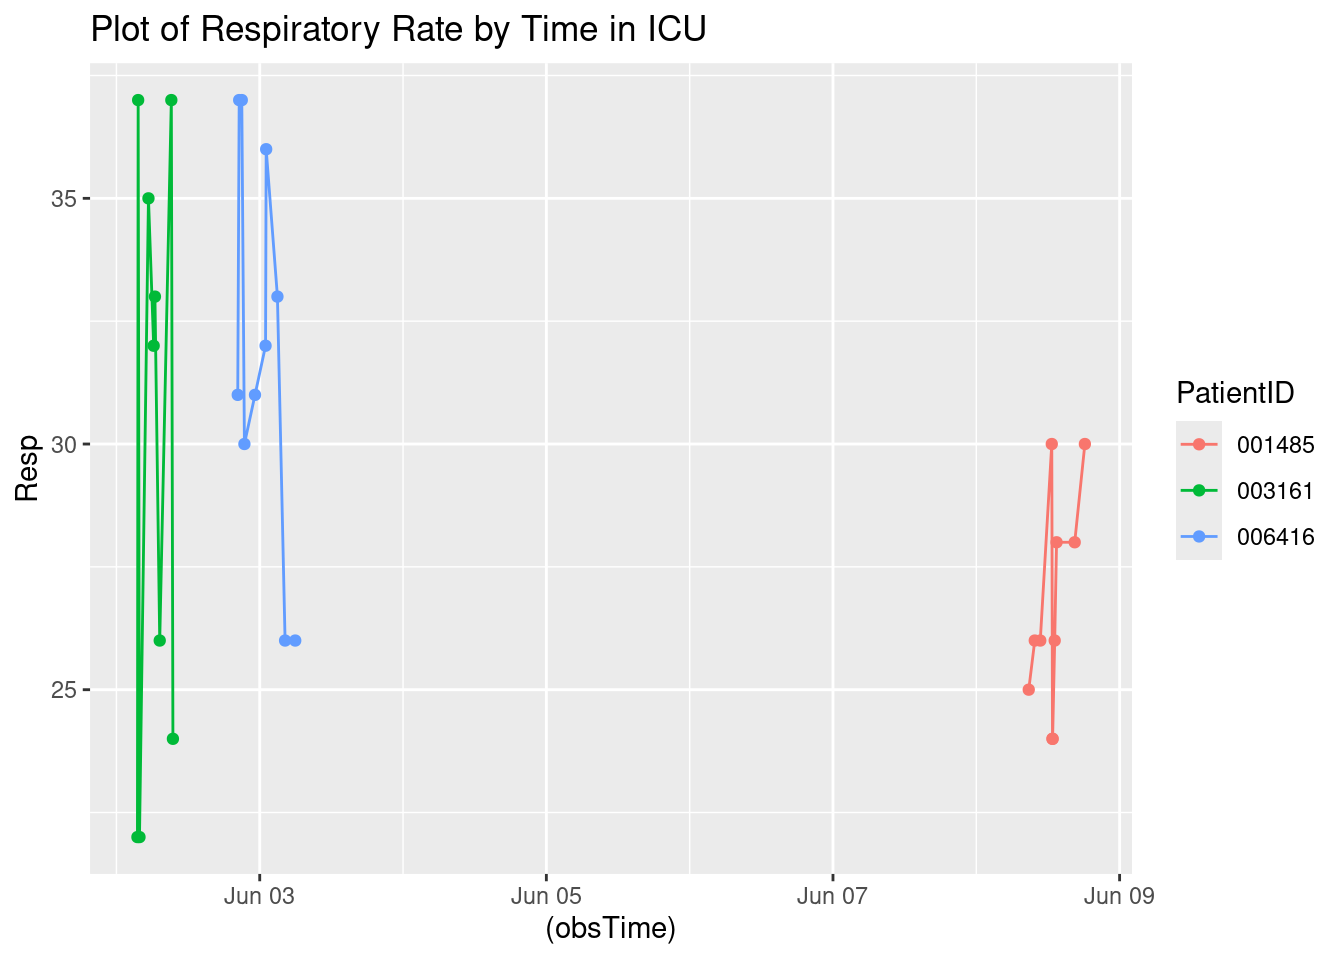 Plot of Respiratory Rate by Time in ICU
35
30
25
Resp
Jun 03
Jun 05
Jun 07
Jun 09
(obsTime)
PatientID
001485
003161
006416